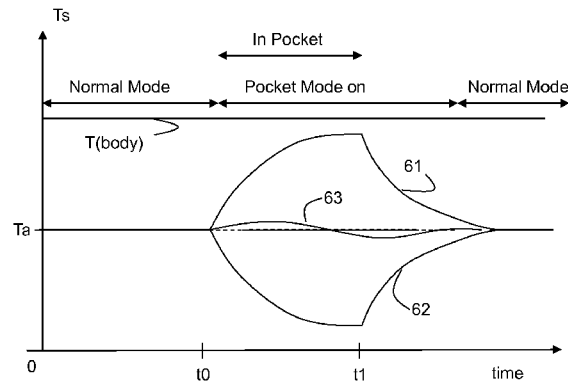 Ts
In Pocket
Normal Mode
Pocket Mode on
Normal Mode
T(body)
61
63
Ta
62
0
t0
t1
time